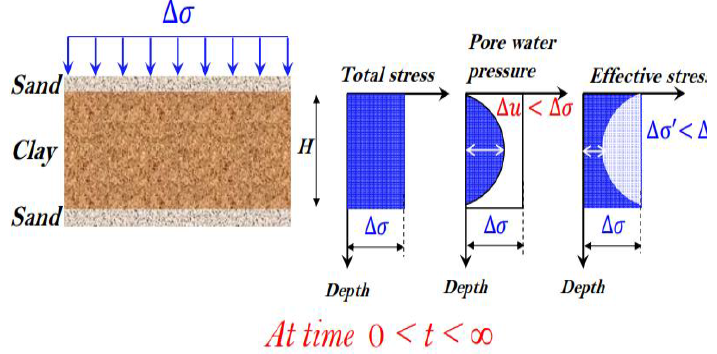 Δσ
Sand
Clay
Sand
H
Total stress
Pore water
pressure
Effective stress
Δu < Δσ
Δσ′ < Δ
Δσ
Δσ
Δσ
Depth
Depth
Depth
At time 0 < t < ∞